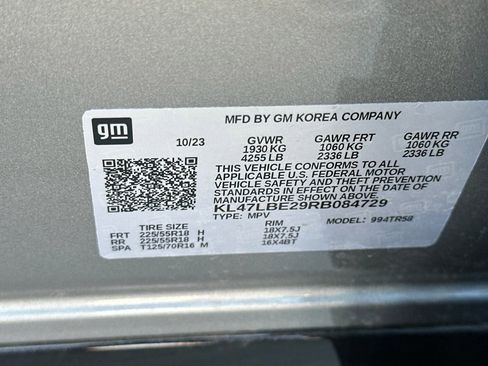 gm
MFD BY GM KOREA COMPANY
10/23 GVWR GAWR FRT GAWR RR
1930 KG 1060 KG 1060 KG
4255 LB 2336 LB 2336 LB
THIS VEHICLE CONFORMS TO ALL
APPLICABLE U.S. FEDERAL MOTOR
VEHICLE SAFETY AND THEFT
PREVENTION STANDARDS IN
EFFECT ON THE DATE OF
MANUFACTURE SHOWN ABOVE.
KL47LBE29RB084729
TYPE: MPV MODEL: 994TR58
TIRE SIZE RIM
FRT 225/55R18 H 18X7.5J
RR 225/55R18 H 18X7.5J
SPA T125/70R16 M 16X4BT